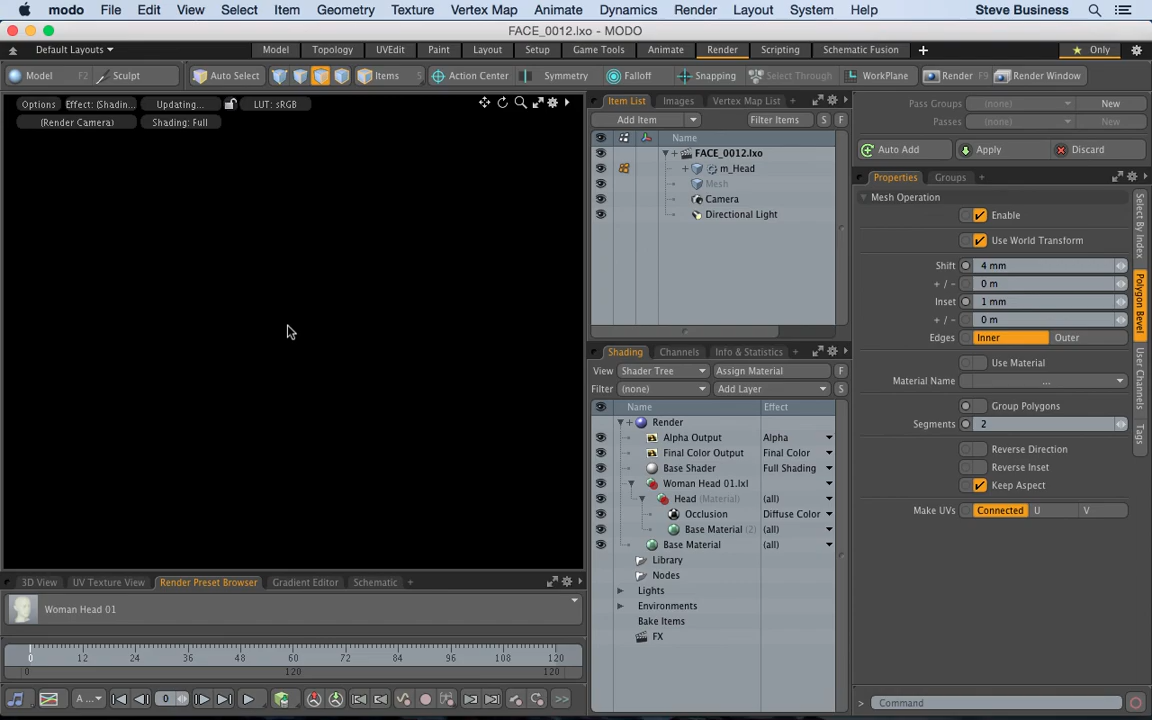 modo File Edit View Select Item Geometry Texture Vertex Map Animate Dynamics Render Layout System Help Steve Business
FACE_0012.lxo - MODO
Default Layouts Model Topology UVEdit Paint Layout Setup Game Tools Animate Render Scripting Schematic Fusion + Only
Model F2 Sculpt Auto Select Items 5 Action Center Symmetry Falloff Snapping Select Through WorkPlane Render F9 Render Window
Options Effect: (Shadin... Updating... LUT: sRGB
(Render Camera) Shading: Full
Item List Images Vertex Map List +
Add Item Filter Items S F
Name
FACE_0012.lxo
m_Head
Mesh
Camera
Directional Light
Shading Channels Info & Statistics +
View Shader Tree Assign Material F
Filter (none) Add Layer S
Name Effect
Render
Alpha Output Alpha
Final Color Output Final Color
Base Shader Full Shading
Woman Head 01.lxl
Head (Material) (all)
Occlusion Diffuse Color
Base Material (2) (all)
Base Material (all)
Library
Nodes
Lights
Environments
Bake Items
FX
Pass Groups (none) New
Passes (none) New
Auto Add Apply Discard
Properties Groups +
Mesh Operation
Enable
Use World Transform
Shift 4 mm
+ / - 0 m
Inset 1 mm
+ / - 0 m
Edges Inner Outer
Use Material
Material Name ...
Group Polygons
Segments 2
Reverse Direction
Reverse Inset
Keep Aspect
Make UVs Connected U V
Select By Index
Polygon Bevel
User Channels
Tags
3D View UV Texture View Render Preset Browser Gradient Editor Schematic +
Woman Head 01
0 12 24 36 48 60 72 84 96 108 120
0 120 120
A ... 0 >>
> Command